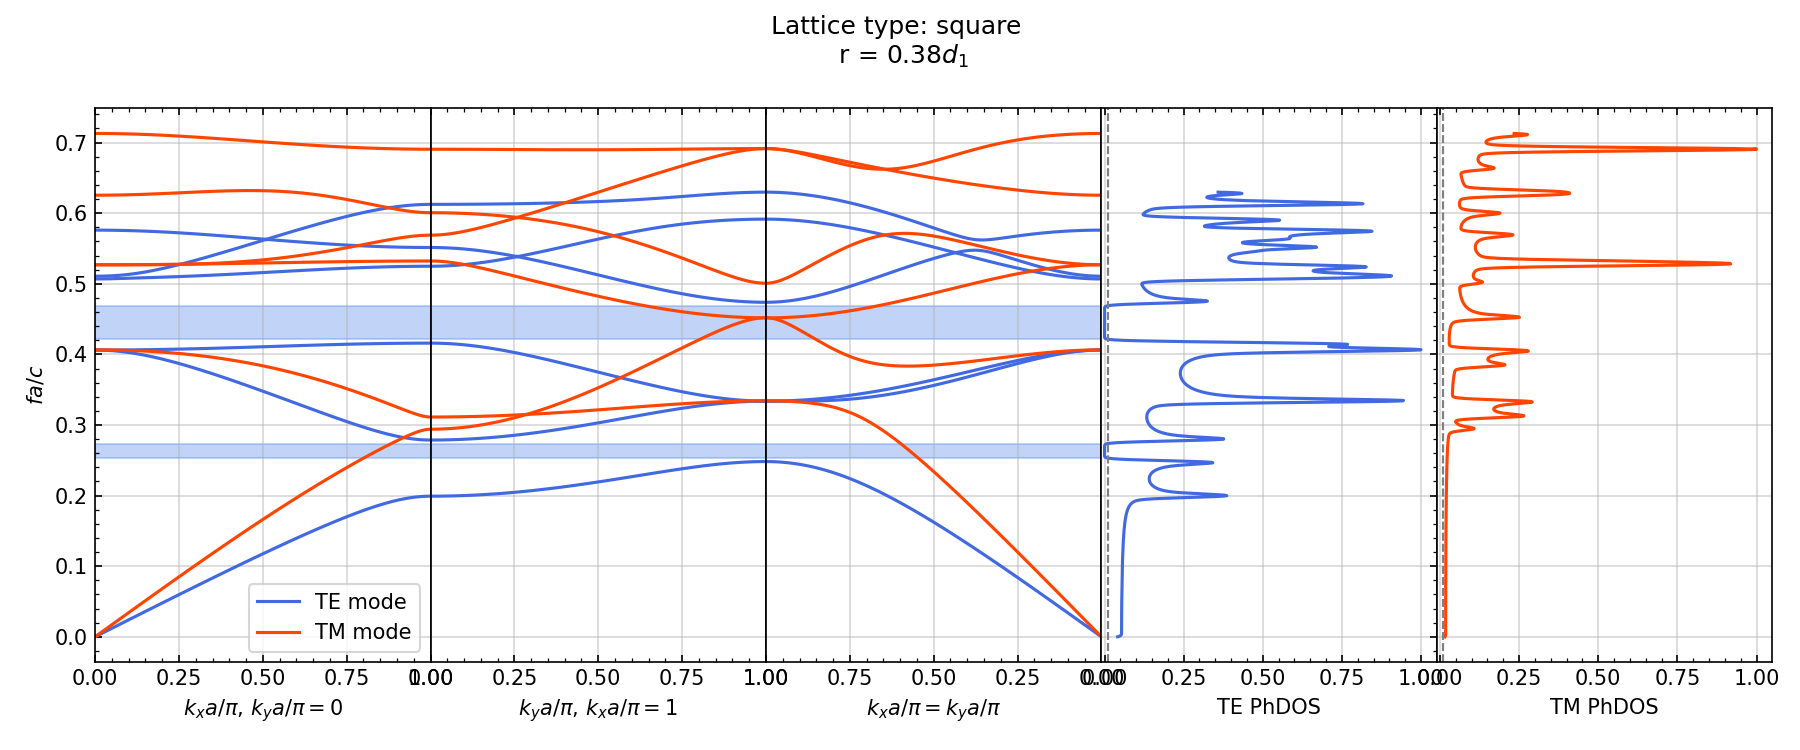 Lattice type: square
r = 0.38d₁
fa/c
0.7
0.6
0.5
0.4
0.3
0.2
0.1
0.0
TE mode
TM mode
0.00 0.25 0.50 0.75 1.00 0.25 0.50 0.75 1.00 0.75 0.50 0.25 0.00 0.25 0.50 0.75 1.00 0.00 0.25 0.50 0.75 1.00
kₓa/π, kᵧa/π = 0 kᵧa/π, kₓa/π = 1 kₓa/π = kᵧa/π TE PhDOS TM PhDOS